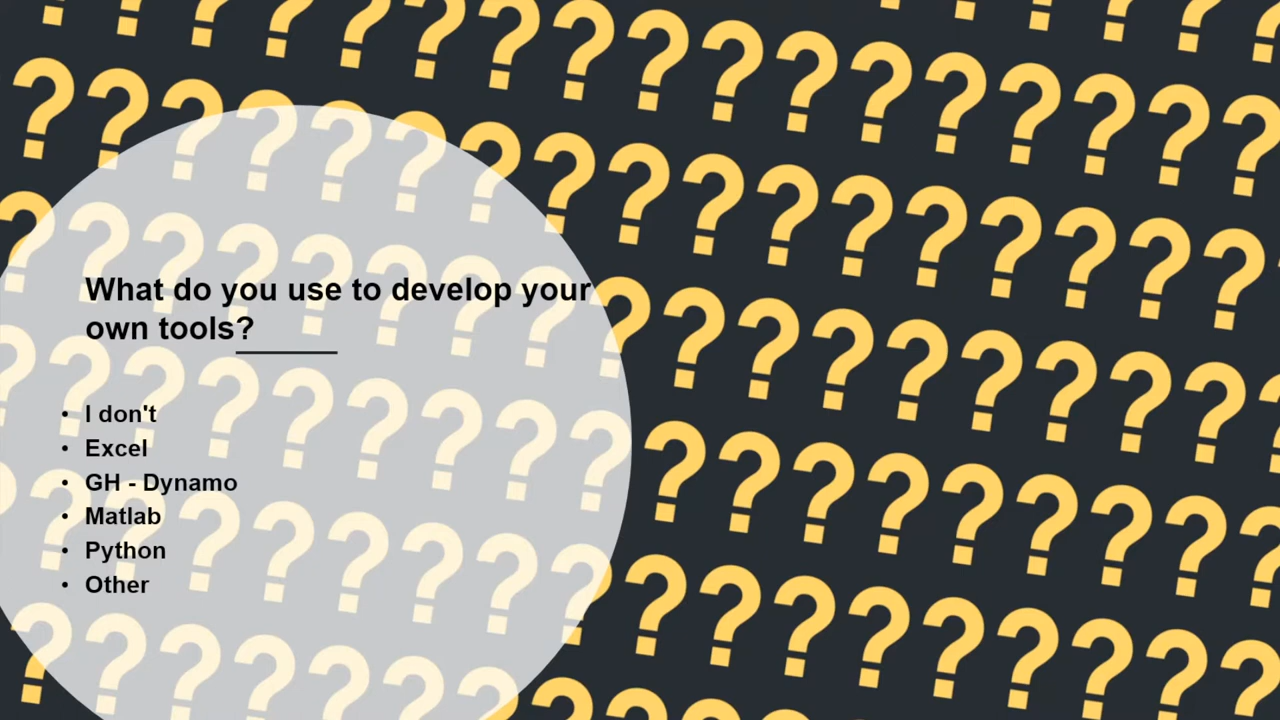 What do you use to develop your
own tools?
• I don't
• Excel
• GH - Dynamo
• Matlab
• Python
• Other